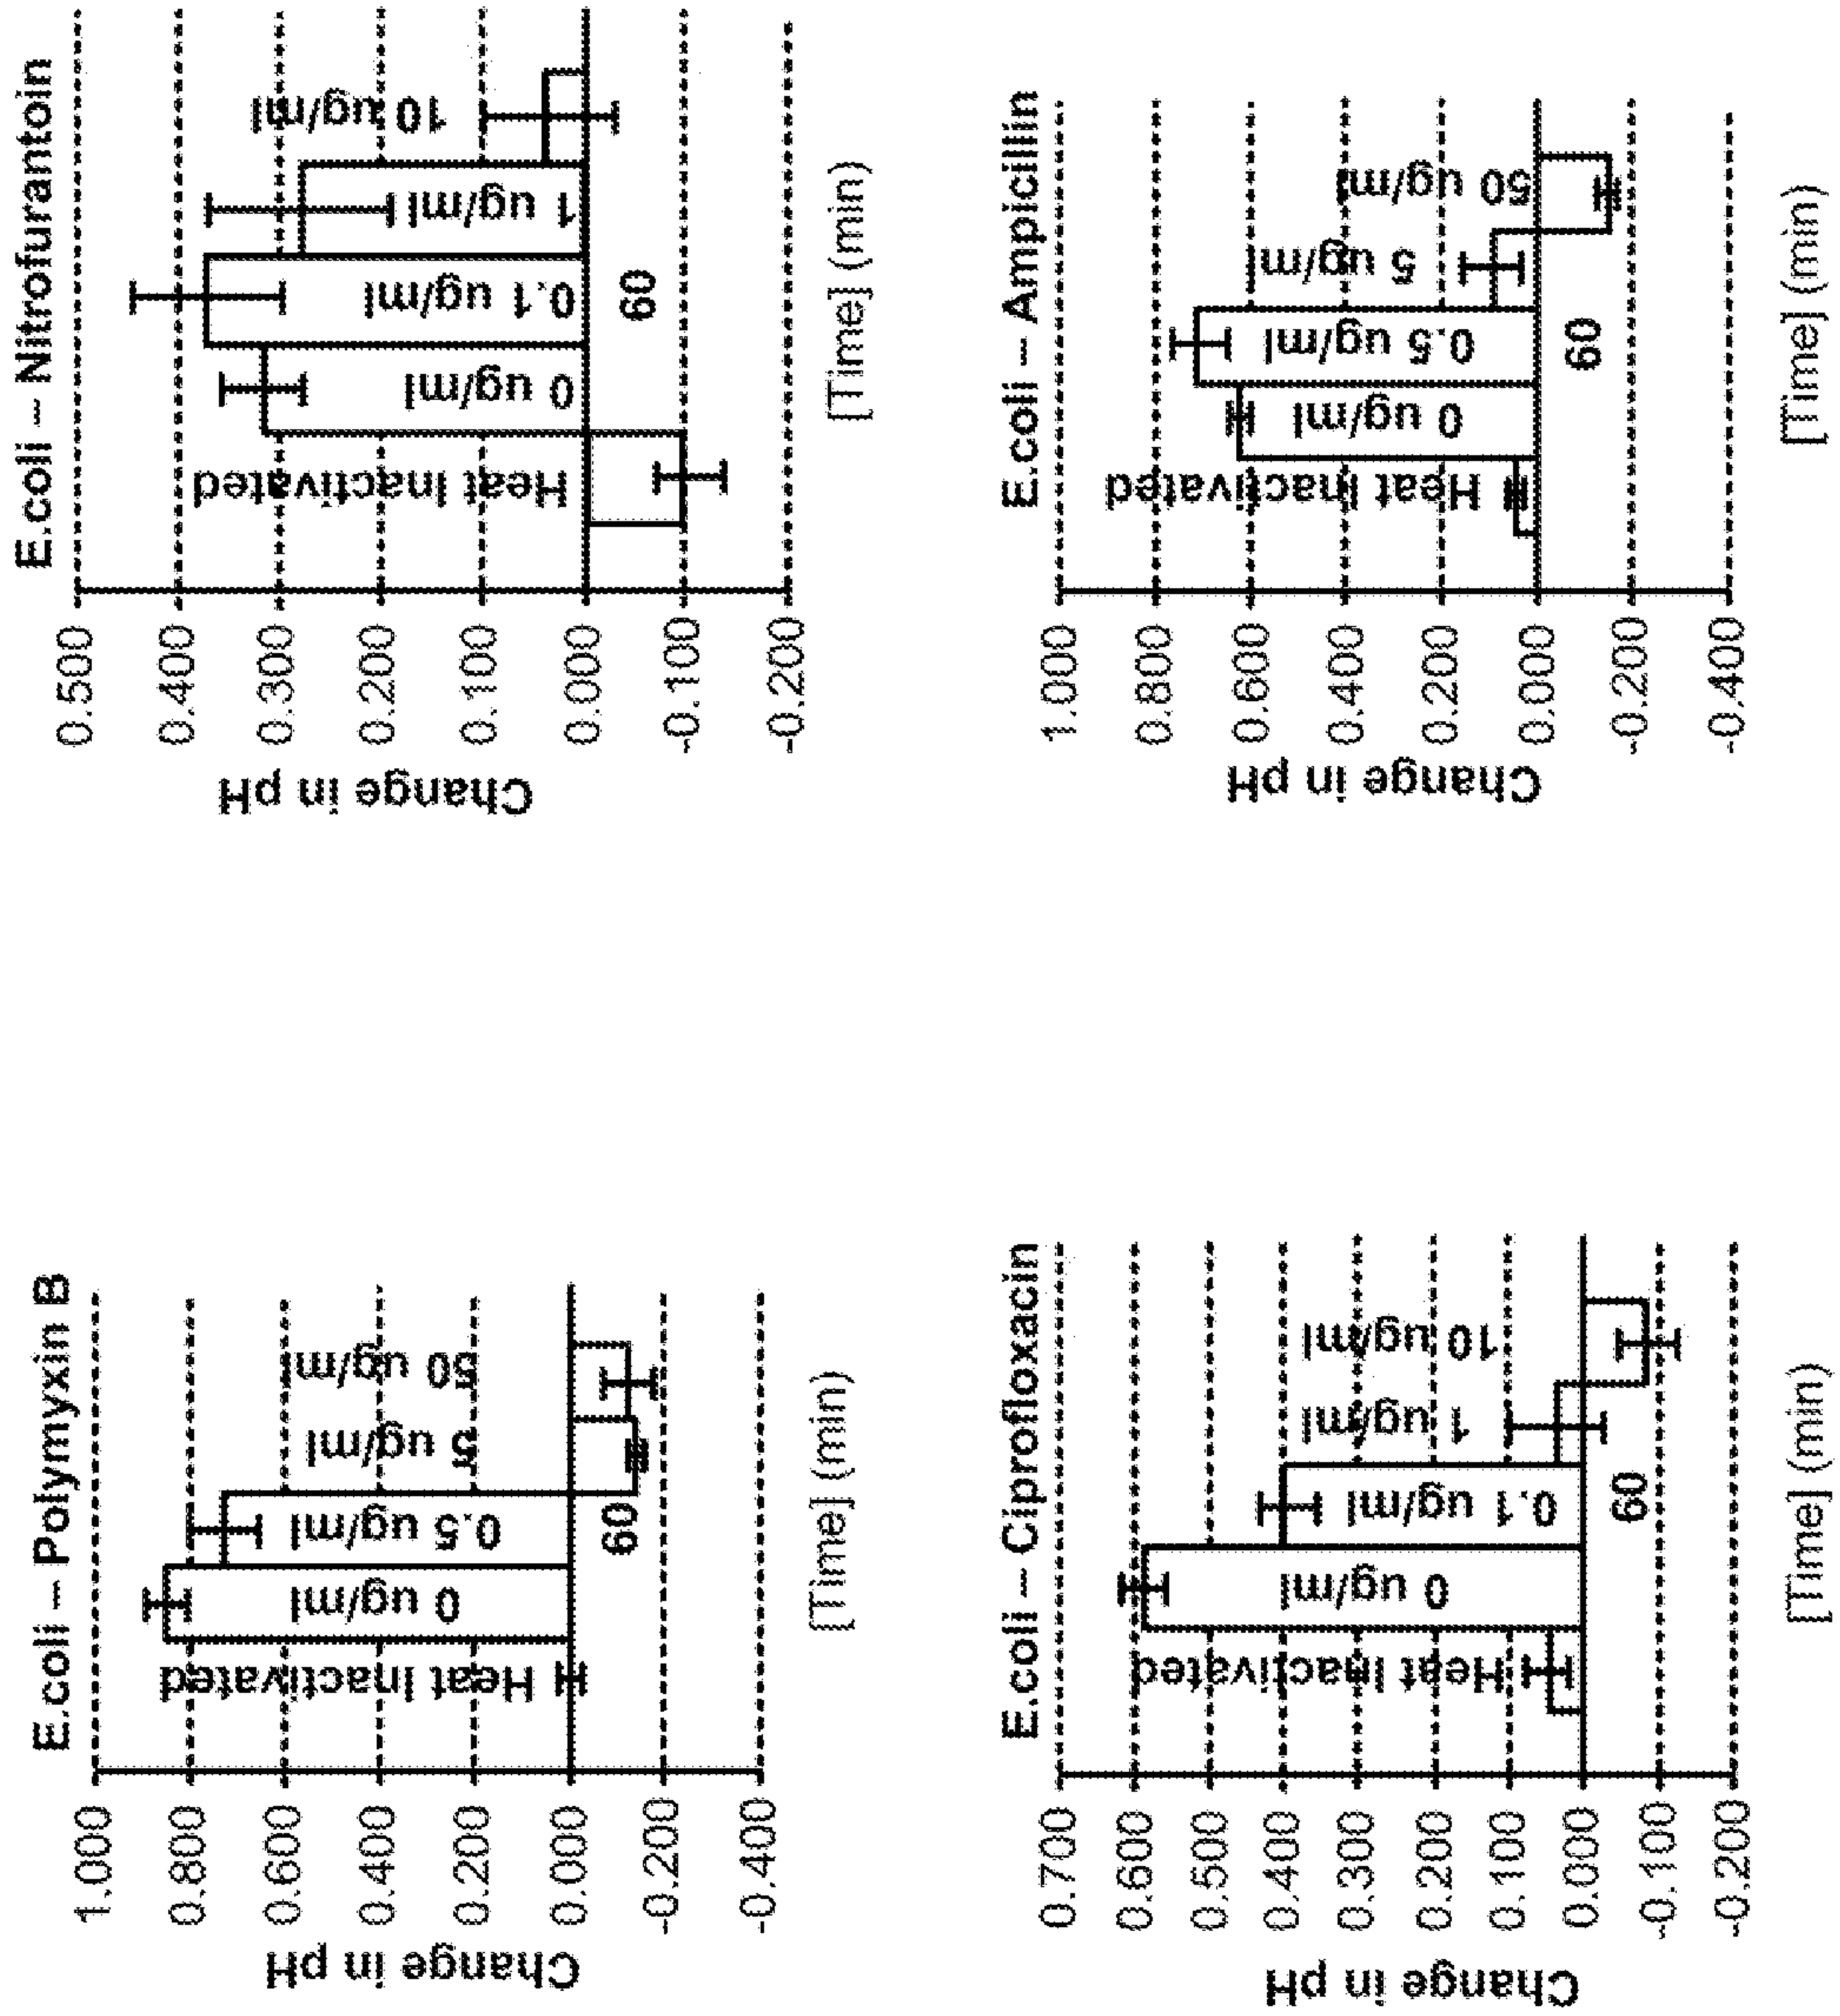 E.coli – Polymyxin B
Change in pH
1.000
0.800
0.600
0.400
0.200
0.000
-0.200
-0.400
Heat Inactivated
0 ug/ml
0.5 ug/ml
5 ug/ml
50 ug/ml
60
[Time] (min)
E.coli – Nitrofurantoin
Change in pH
0.500
0.400
0.300
0.200
0.100
0.000
-0.100
-0.200
Heat Inactivated
0 ug/ml
0.1 ug/ml
1 ug/ml
10 ug/ml
60
[Time] (min)
E.coli – Ciprofloxacin
Change in pH
0.700
0.600
0.500
0.400
0.300
0.200
0.100
0.000
-0.100
-0.200
Heat Inactivated
0 ug/ml
0.1 ug/ml
1 ug/ml
10 ug/ml
60
[Time] (min)
E.coli – Ampicillin
Change in pH
1.000
0.800
0.600
0.400
0.200
0.000
-0.200
-0.400
Heat Inactivated
0 ug/ml
0.5 ug/ml
5 ug/ml
50 ug/ml
60
[Time] (min)